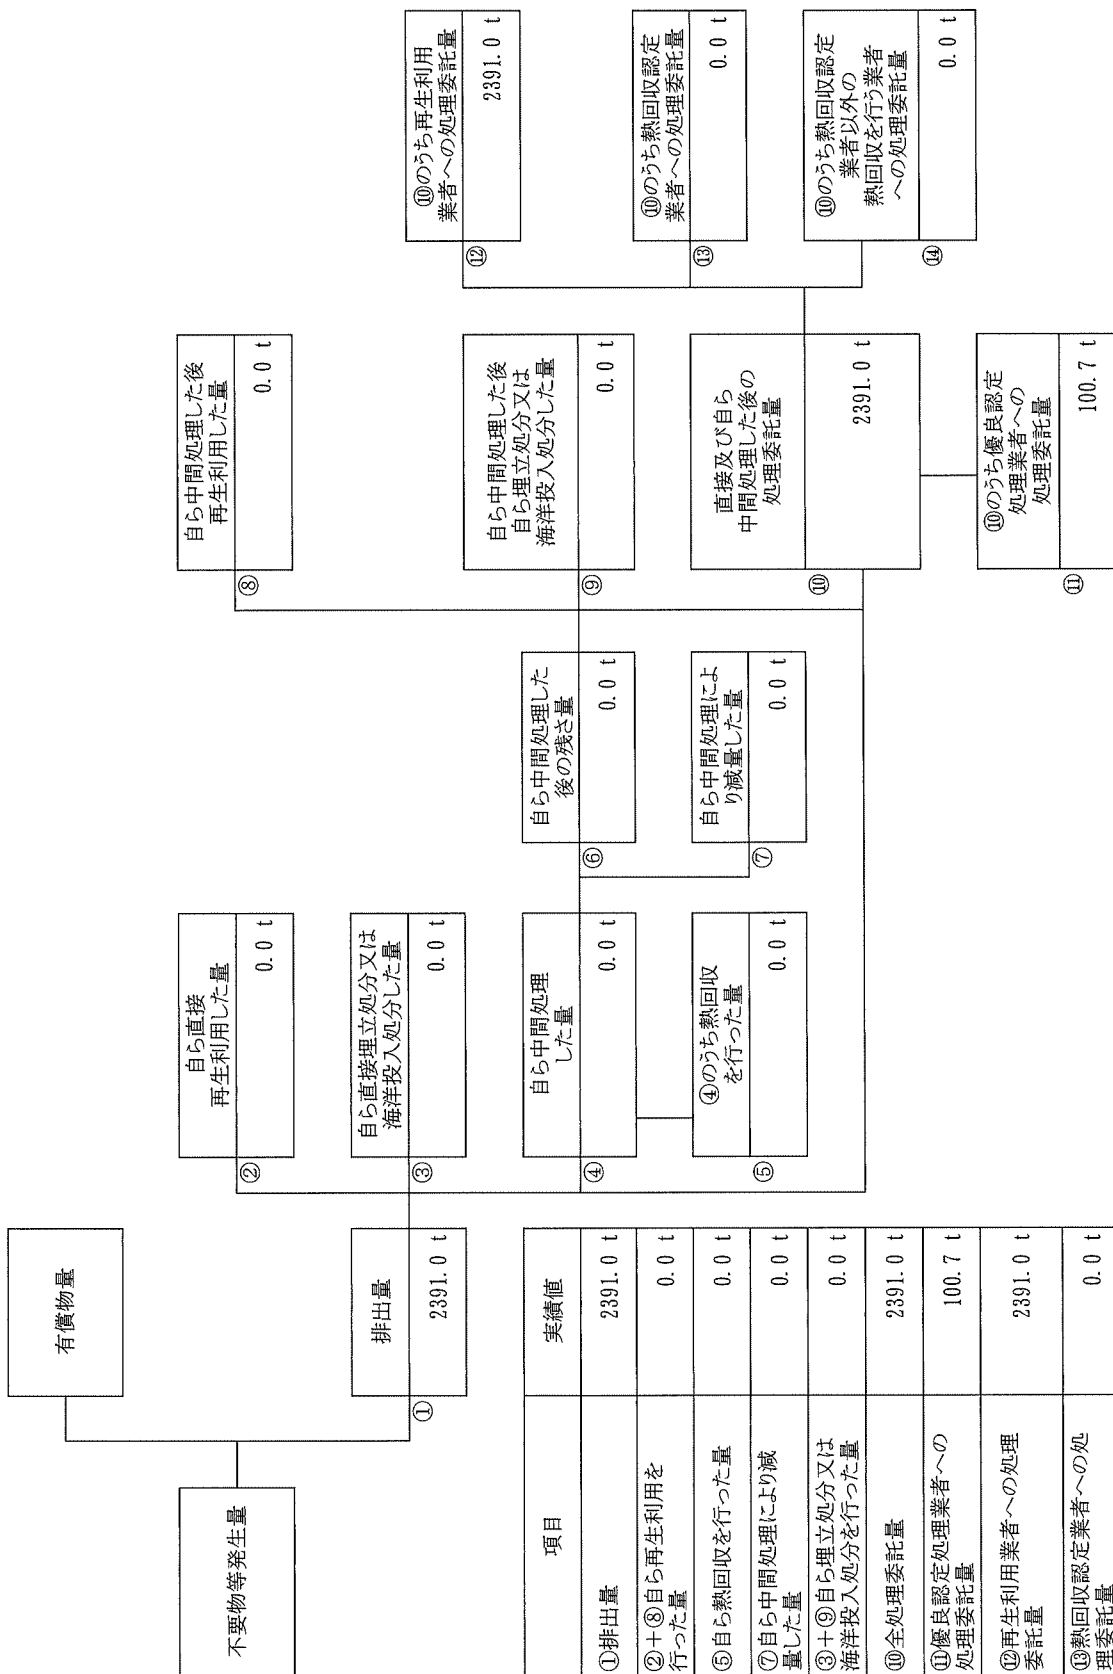 不要物等発生量
有償物量
①
排出量
2391.0 t
②
自ら直接
再生利用した量
0.0 t
③
自ら直接埋立処分又は
海洋投入処分した量
0.0 t
④
自ら中間処理
した量
0.0 t
⑤
④のうち熱回収
を行った量
0.0 t
⑥
自ら中間処理した
後の残さ量
0.0 t
⑦
自ら中間処理によ
り減量した量
0.0 t
⑧
自ら中間処理した後
再生利用した量
0.0 t
⑨
自ら中間処理した後
自ら埋立処分又は
海洋投入処分した量
0.0 t
⑩
直接及び自ら
中間処理した後の
処理委託量
2391.0 t
⑪
⑩のうち優良認定
処理業者への
処理委託量
100.7 t
⑫
⑩のうち再生利用
業者への処理委託量
2391.0 t
⑬
⑩のうち熱回収認定
業者への処理委託量
0.0 t
⑭
⑩のうち熱回収認定
業者以外の
熱回収を行う業者
への処理委託量
0.0 t
項目
実績値
①排出量
2391.0 t
②+⑧自ら再生利用を
行った量
0.0 t
⑤自ら熱回収を行った量
0.0 t
⑦自ら中間処理により減
量した量
0.0 t
③+⑨自ら埋立処分又は
海洋投入処分を行った量
0.0 t
⑩全処理委託量
2391.0 t
⑪優良認定処理業者への
処理委託量
100.7 t
⑫再生利用業者への処理
委託量
2391.0 t
⑬熱回収認定業者への処
理委託量
0.0 t